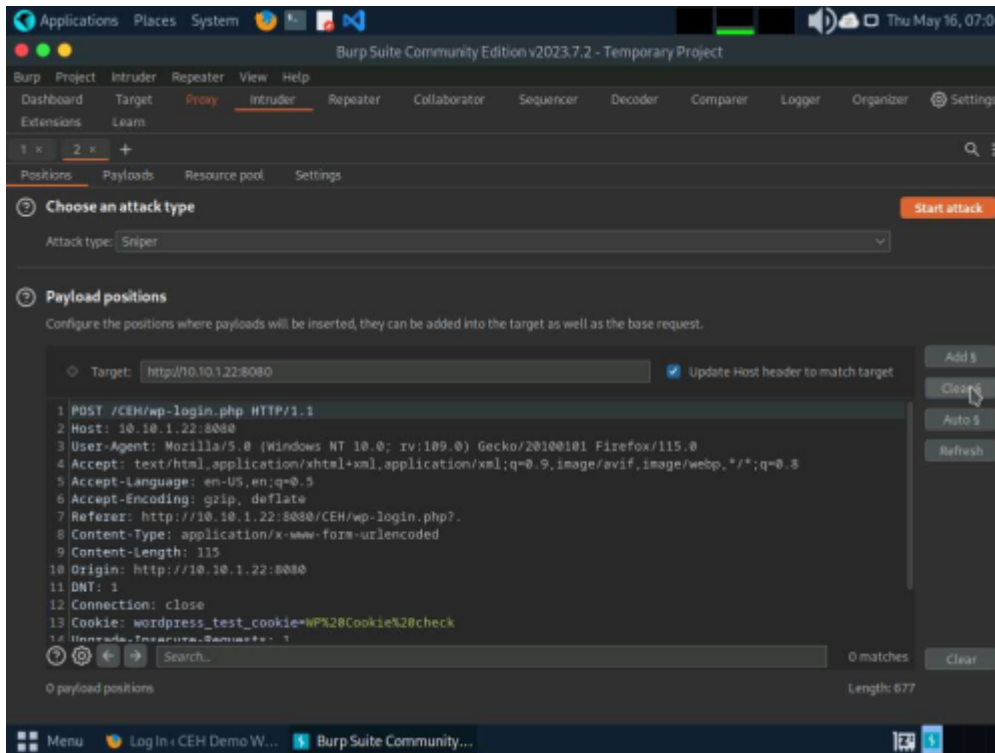 Applications Places System Thu May 16, 07:0
Burp Suite Community Edition v2023.7.2 - Temporary Project
Burp Project Intruder Repeater View Help
Dashboard Target Proxy Intruder Repeater Collaborator Sequencer Decoder Comparer Logger Organizer Settings
Extensions Learn
1 × 2 × +
Positions Payloads Resource pool Settings
? Choose an attack type Start attack
Attack type: Sniper
? Payload positions
Configure the positions where payloads will be inserted, they can be added into the target as well as the base request.
Add §
Target: http://10.10.1.22:8080 Update Host header to match target
Clear §
1 POST /CEH/wp-login.php HTTP/1.1
2 Host: 10.10.1.22:8080
Auto §
3 User-Agent: Mozilla/5.0 (Windows NT 10.0; rv:109.0) Gecko/20100101 Firefox/115.0
Refresh
4 Accept: text/html,application/xhtml+xml,application/xml;q=0.9,image/avif,image/webp,*/*;q=0.8
5 Accept-Language: en-US,en;q=0.5
6 Accept-Encoding: gzip, deflate
7 Referer: http://10.10.1.22:8080/CEH/wp-login.php?.
8 Content-Type: application/x-www-form-urlencoded
9 Content-Length: 115
10 Origin: http://10.10.1.22:8080
11 DNT: 1
12 Connection: close
13 Cookie: wordpress_test_cookie=WP%20Cookie%20check
14 Upgrade-Insecure-Requests: 1
? Search... 0 matches Clear
0 payload positions Length: 677
Menu Log In ‹ CEH Demo W... Burp Suite Community...